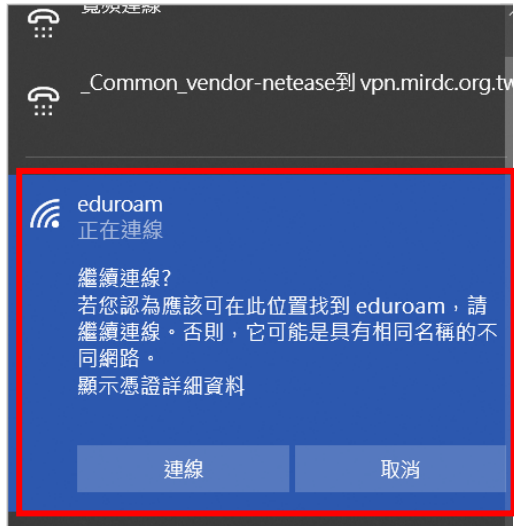 寬頻連線
_Common_vendor-netease到 vpn.mirdc.org.tw
eduroam
正在連線
繼續連線?
若您認為應該可在此位置找到 eduroam，請
繼續連線。否則，它可能是具有相同名稱的不
同網路。
顯示憑證詳細資料
連線
取消